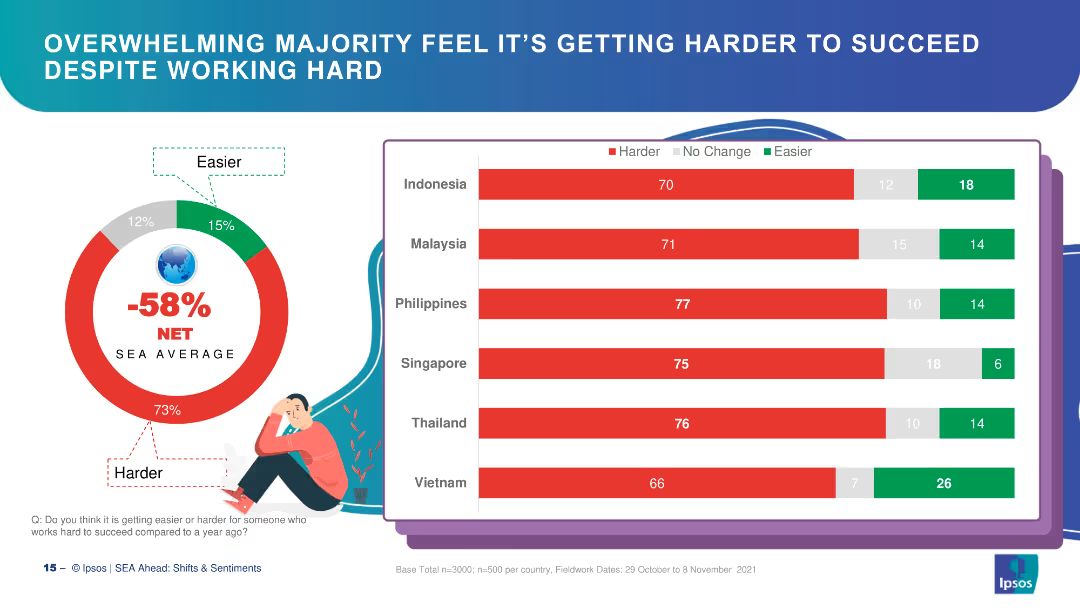 OVERWHELMING MAJORITY FEEL IT’S GETTING HARDER TO SUCCEED
DESPITE WORKING HARD
Easier
12%
15%
-58%
NET
SEA AVERAGE
73%
Harder
Q: Do you think it is getting easier or harder for someone who
works hard to succeed compared to a year ago?
Harder No Change Easier
Indonesia 70 12 18
Malaysia 71 15 14
Philippines 77 10 14
Singapore 75 18 6
Thailand 76 10 14
Vietnam 66 7 26
15 – © Ipsos | SEA Ahead: Shifts & Sentiments
Base Total n=3000; n=500 per country, Fieldwork Dates: 29 October to 8 November 2021
Ipsos